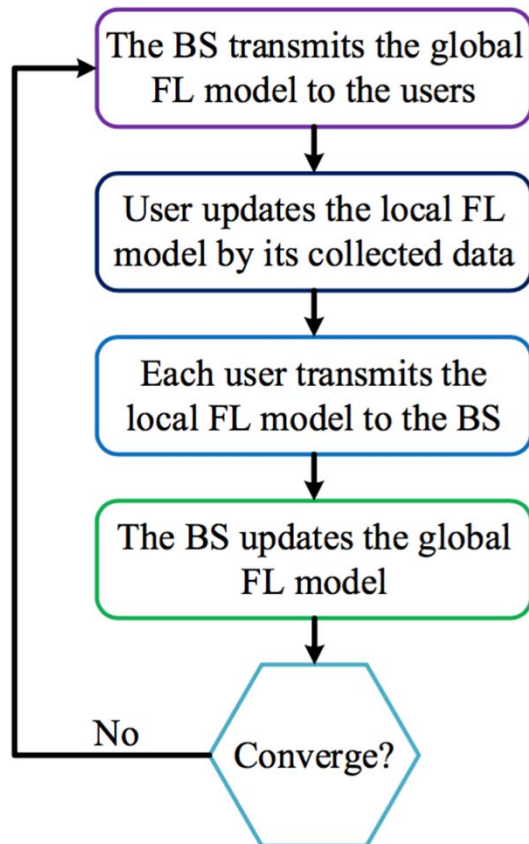 The BS transmits the global
FL model to the users
User updates the local FL
model by its collected data
Each user transmits the
local FL model to the BS
The BS updates the global
FL model
No
Converge?